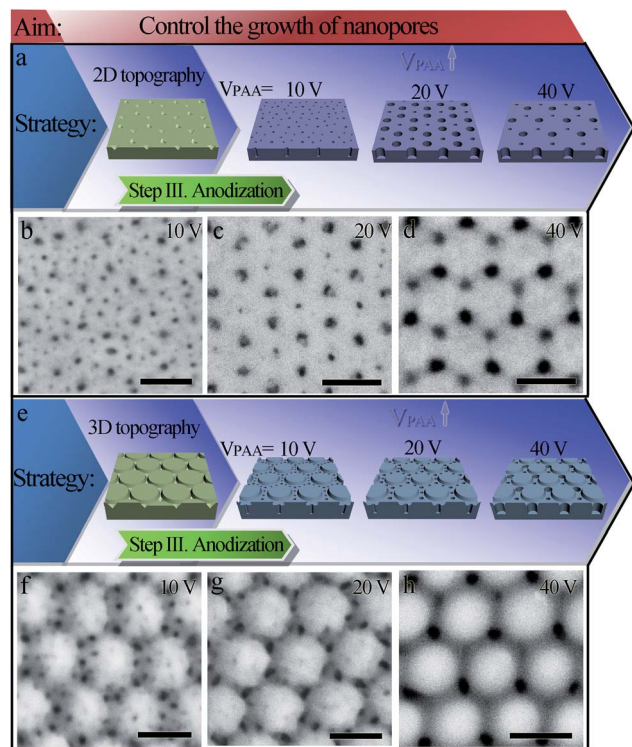 Aim: Control the growth of nanopores
a
2D topography
VPAA
VPAA= 10 V 20 V 40 V
Strategy:
Step III. Anodization
b 10 V c 20 V d 40 V
e
3D topography
VPAA
VPAA= 10 V 20 V 40 V
Strategy:
Step III. Anodization
f 10 V g 20 V h 40 V